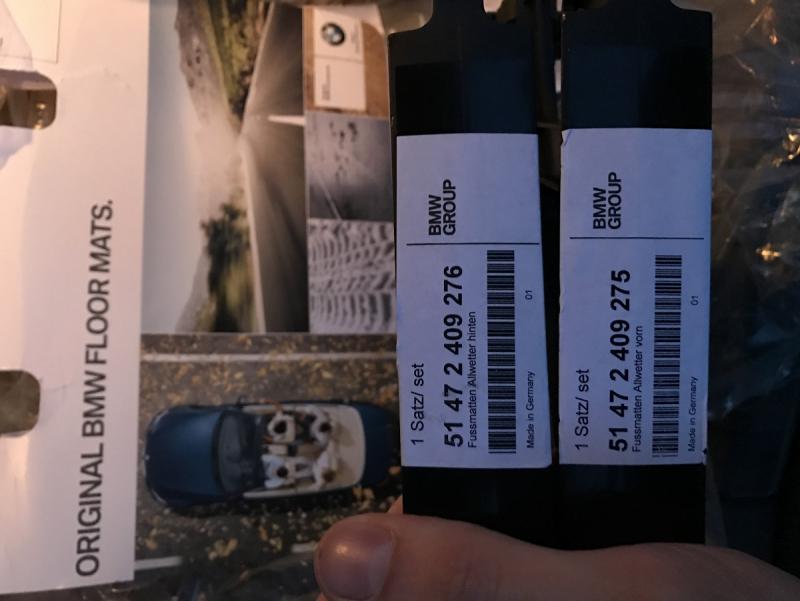 ORIGINAL BMW FLOOR MATS.
BMW
GROUP
1 Satz/ set
51 47 2 409 276
Fussmatten Allwetter hinten
Made in Germany
01
BMW
GROUP
1 Satz/ set
51 47 2 409 275
Fussmatten Allwetter vorn
Made in Germany
01